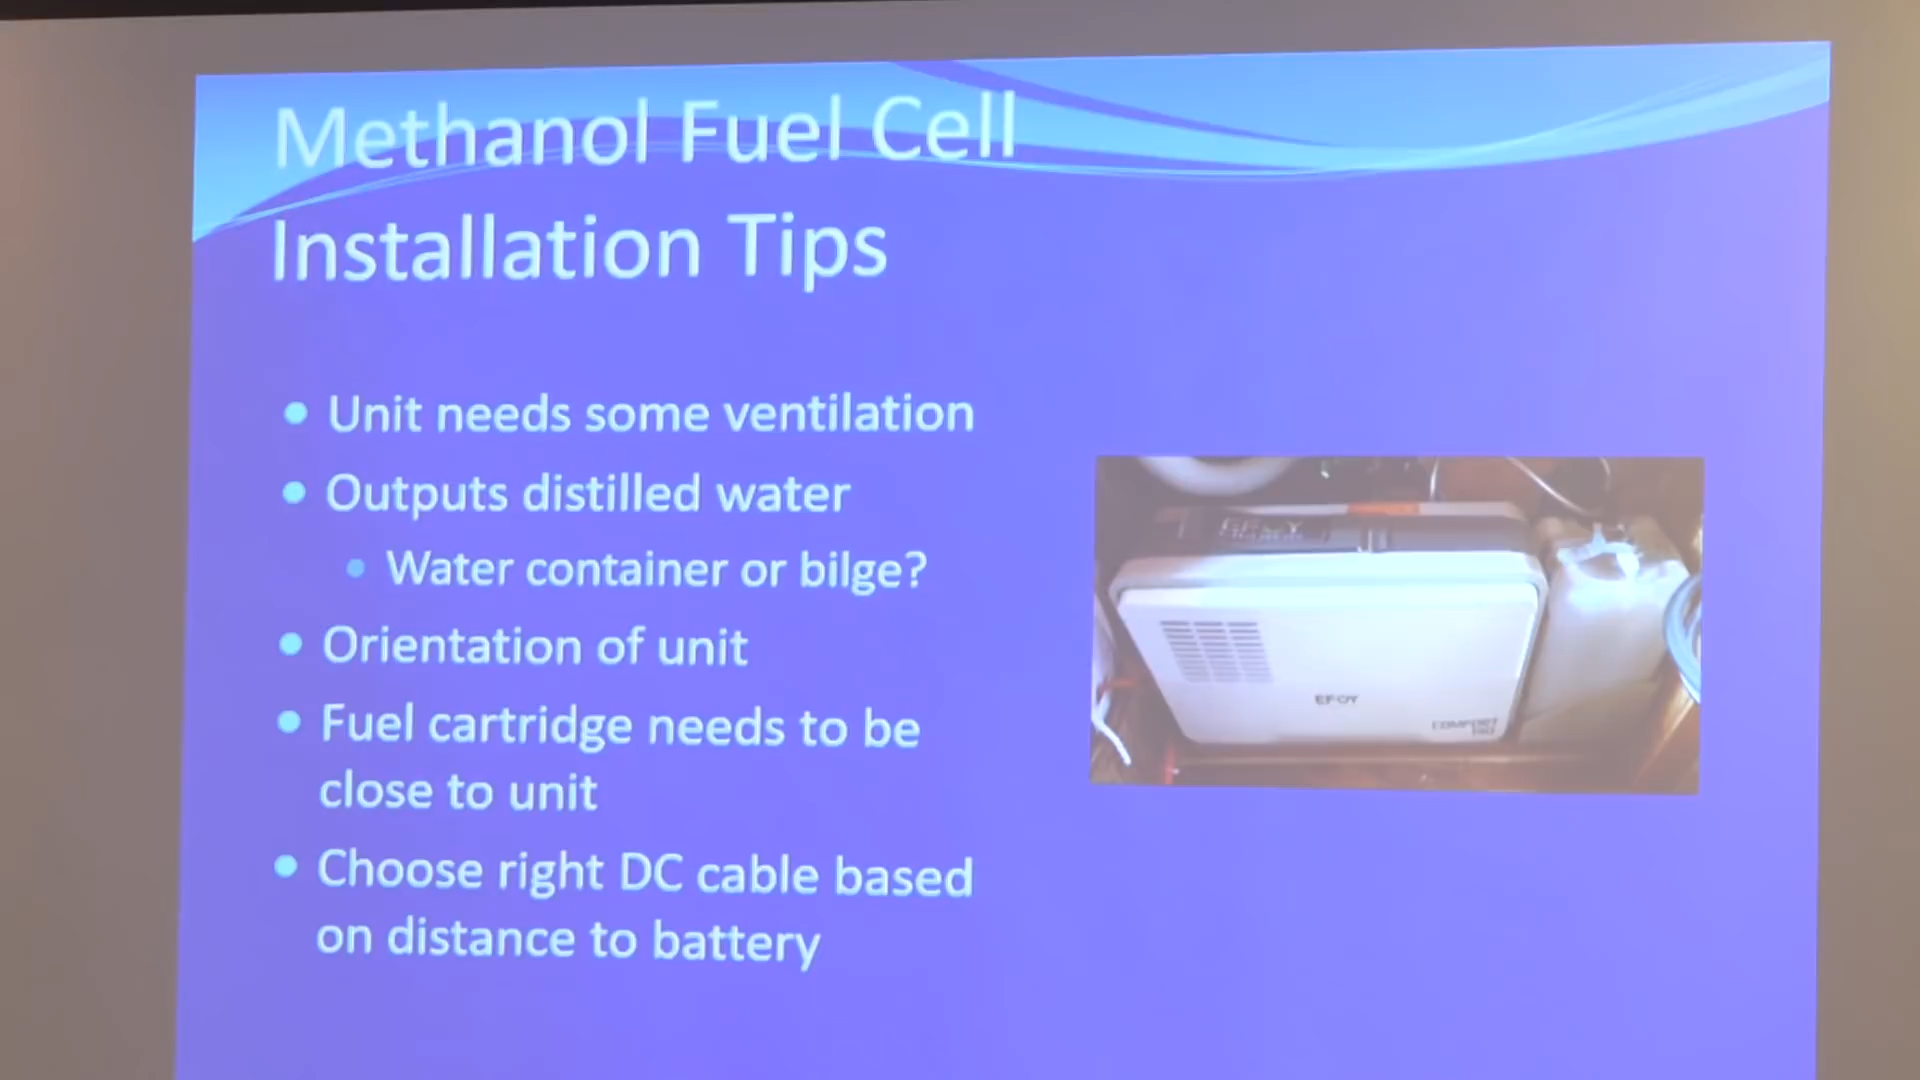 Methanol Fuel Cell
Installation Tips
Unit needs some ventilation
Outputs distilled water
Water container or bilge?
Orientation of unit
Fuel cartridge needs to be
close to unit
Choose right DC cable based
on distance to battery
EFOY
COMFORT